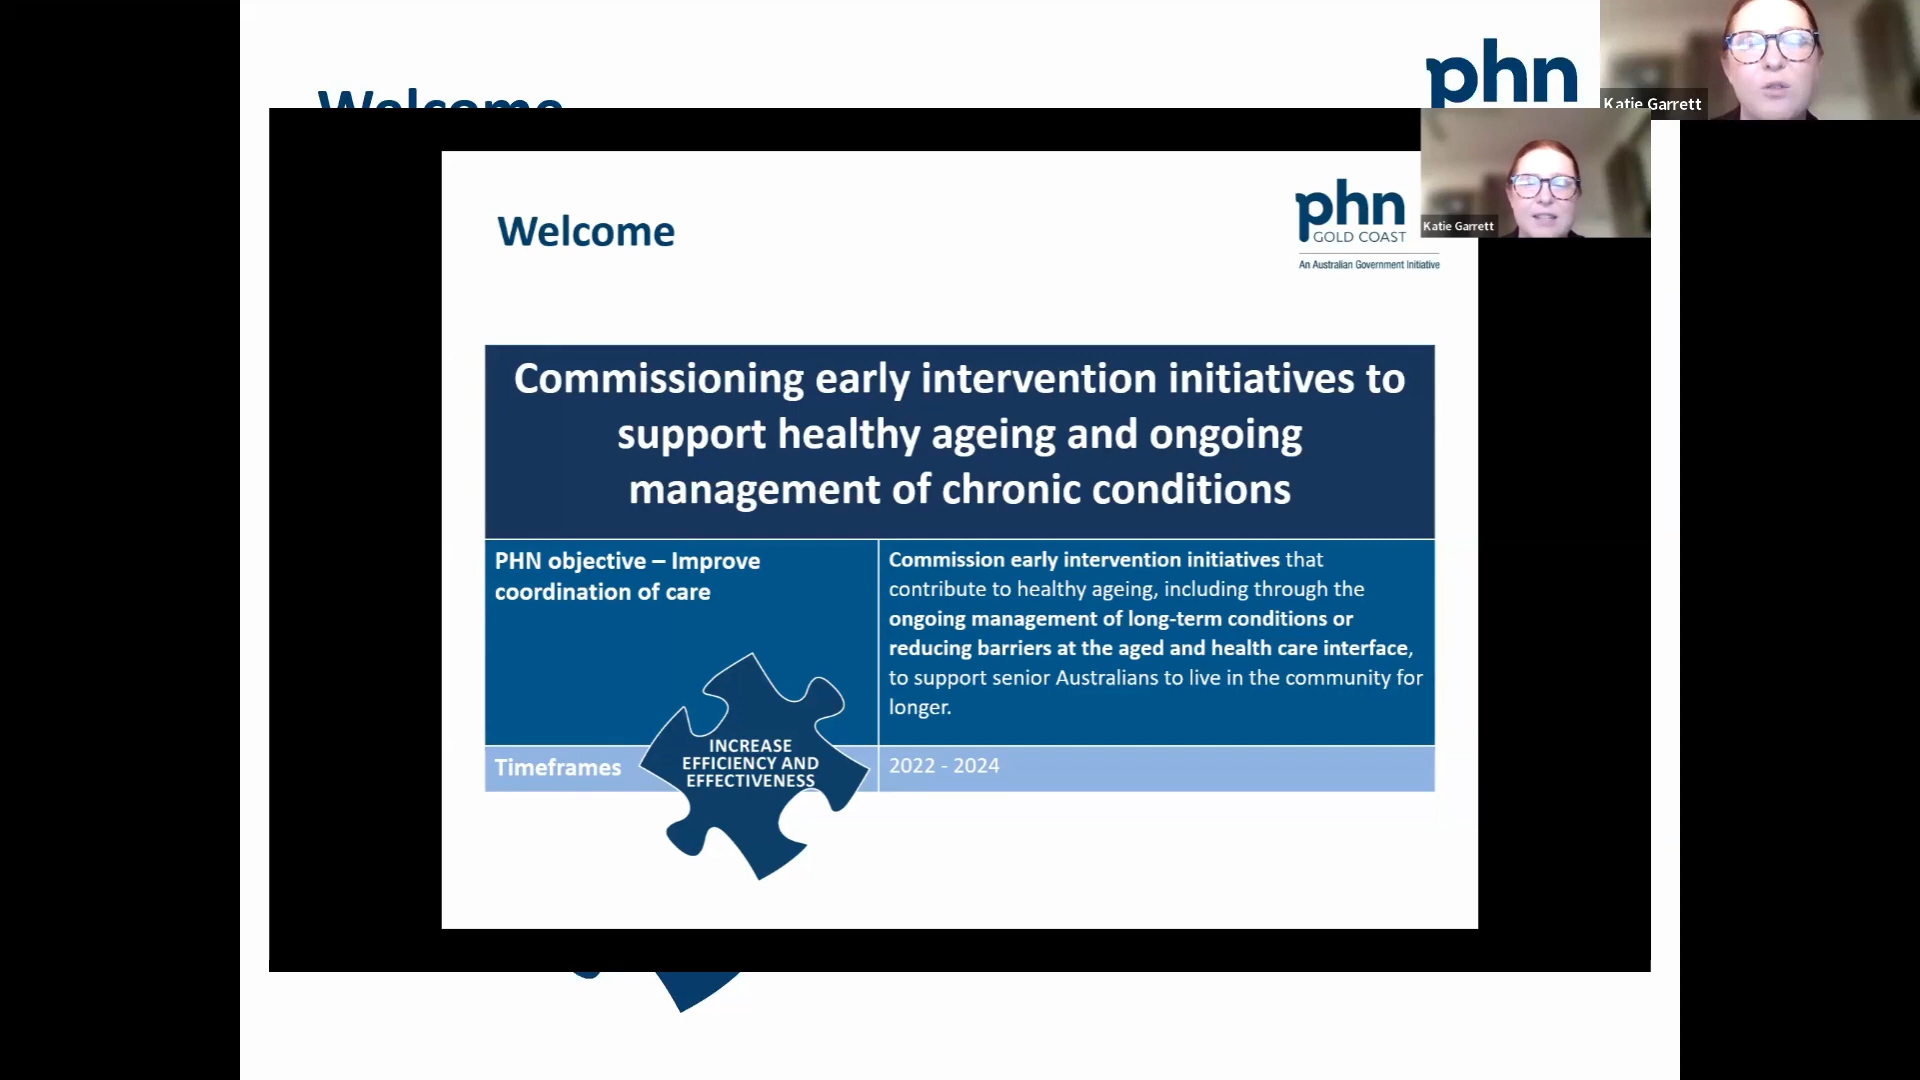 Welcome
phn
Katie Garrett
Welcome
phn
GOLD COAST
An Australian Government Initiative
Katie Garrett
Commissioning early intervention initiatives to
support healthy ageing and ongoing
management of chronic conditions
PHN objective – Improve
coordination of care
Commission early intervention initiatives that
contribute to healthy ageing, including through the
ongoing management of long-term conditions or
reducing barriers at the aged and health care interface,
to support senior Australians to live in the community for
longer.
INCREASE
EFFICIENCY AND
EFFECTIVENESS
Timeframes
2022 - 2024